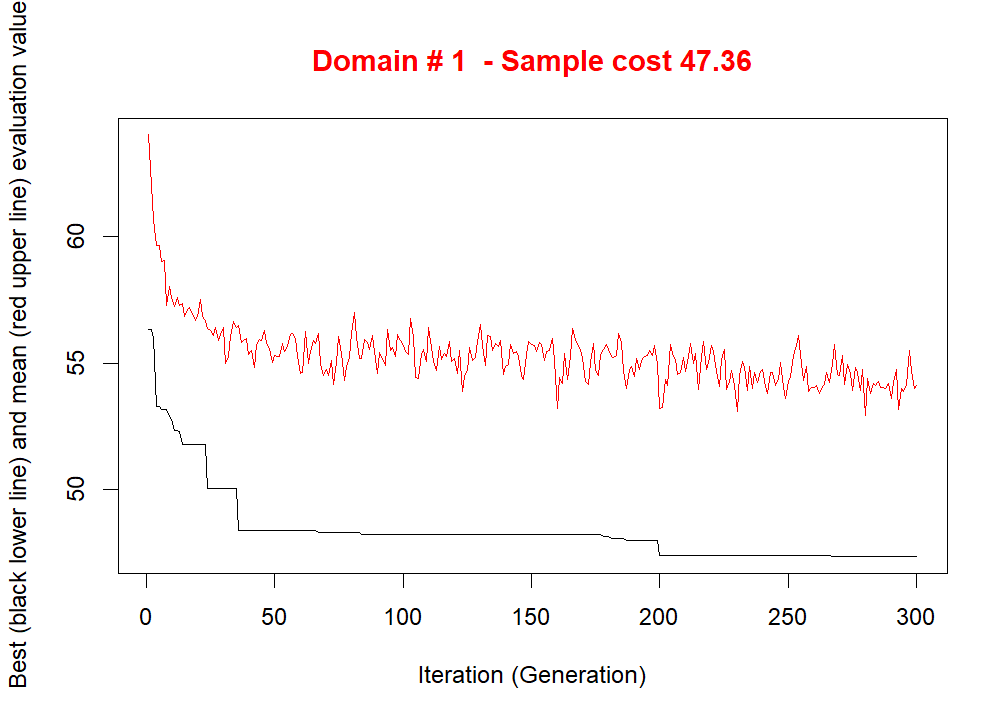 Domain # 1  - Sample cost 47.36
Best (black lower line) and mean (red upper line) evaluation value
60
55
50
0 50 100 150 200 250 300
Iteration (Generation)